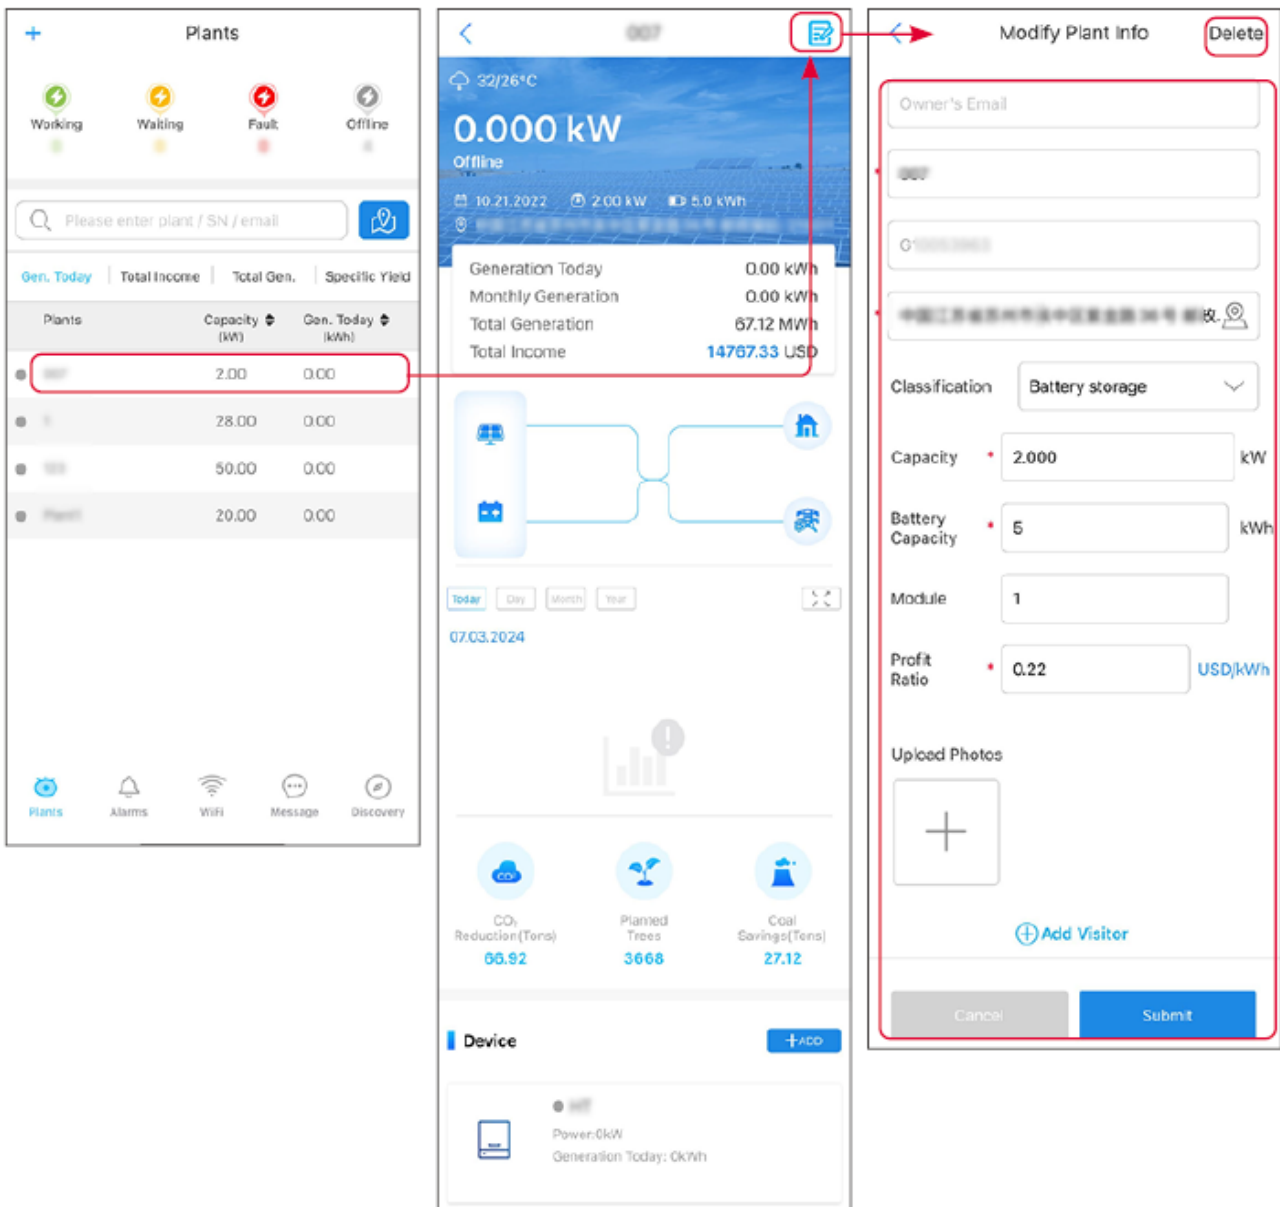 Plants
Working
Waiting
Fault
Offline
Please enter plant / SN / email
Gen. Today
Total Income
Total Gen.
Specific Yield
Plants
Capacity
(kW)
Gen. Today
(kWh)
2.00
0.00
28.00
0.00
50.00
0.00
20.00
0.00
Plants
Alarms
WiFi
Message
Discovery
007
32/26°C
0.000 kW
Offline
10.21.2022
2.00 kW
5.0 kWh
Generation Today 0.00 kWh
Monthly Generation 0.00 kWh
Total Generation 67.12 MWh
Total Income 14767.33 USD
Today
Day
Month
Year
07.03.2024
CO₂
Reduction(Tons)
66.92
Planted
Trees
3668
Coal
Savings(Tons)
27.12
Device
+ADD
Power:0kW
Generation Today: 0kWh
Modify Plant Info
Delete
Owner's Email
007
Classification
Battery storage
Capacity * 2.000 kW
Battery
Capacity
* 5 kWh
Module 1
Profit
Ratio
* 0.22 USD/kWh
Upload Photos
Add Visitor
Cancel
Submit